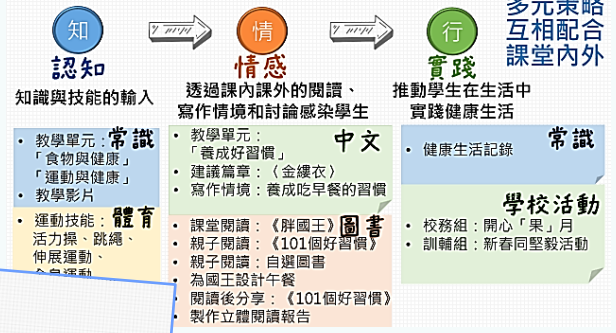 多元策略
互相配合
課堂內外
知
認知
知識與技能的輸入
情
情感
透過課內課外的閱讀、
寫作情境和討論感染學生
行
實踐
推動學生在生活中
實踐健康生活
• 教學單元：常識
「食物與健康」
「運動與健康」
• 教學影片
• 運動技能：體育
活力操、跳繩、
伸展運動、
• 教學單元： 中文
「養成好習慣」
• 建議篇章：〈金縷衣〉
• 寫作情境：養成吃早餐的習慣
• 課堂閱讀：《胖國王》圖書
• 親子閱讀：《101個好習慣》
• 親子閱讀：自選圖書
• 為國王設計午餐
• 閱讀後分享：《101個好習慣》
• 製作立體閱讀報告
常識
• 健康生活記錄
學校活動
• 校務組：開心「果」月
• 訓輔組：新春同堅毅活動